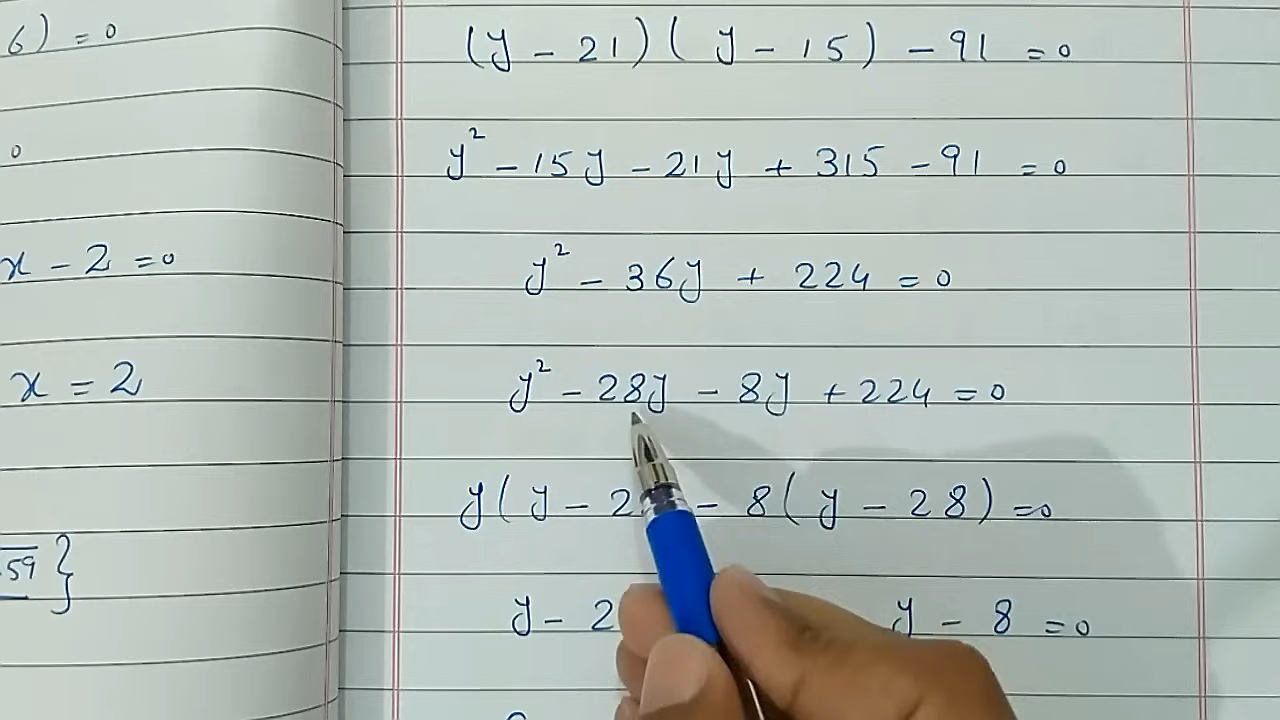 6) = 0
0
x - 2 = 0
x = 2
59 }
(y - 21)(y - 15) - 91 = 0
y² - 15y - 21y + 315 - 91 = 0
y² - 36y + 224 = 0
y² - 28y - 8y + 224 = 0
y(y - 2 - 8(y - 28) = 0
y - 2 y - 8 = 0